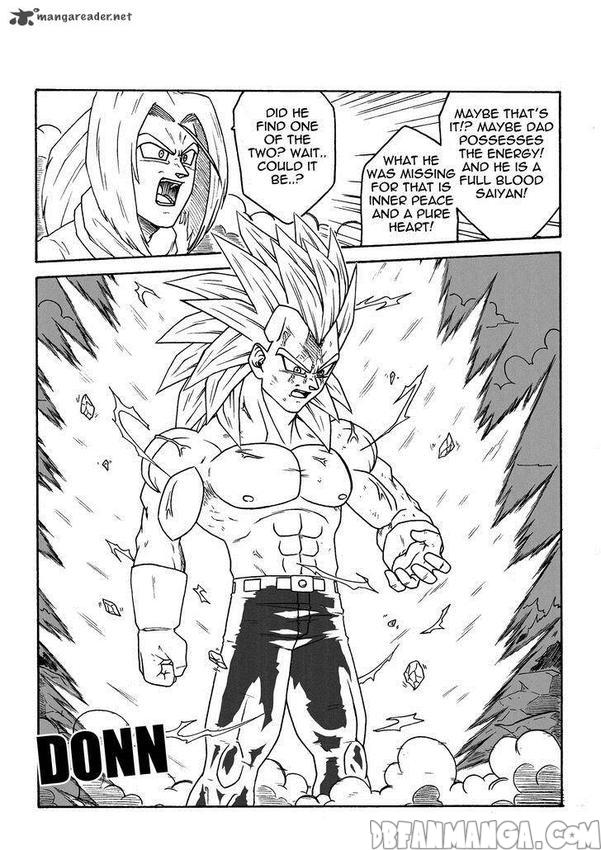 mangareader.net
DID HE
FIND ONE
OF THE
TWO? WAIT..
COULD IT
BE..?
MAYBE THAT'S
IT!? MAYBE DAD
POSSESSES
THE ENERGY!
AND HE IS A
FULL BLOOD
SAIYAN!
WHAT HE
WAS MISSING
FOR THAT IS
INNER PEACE
AND A PURE
HEART!
DONN
DBFANMANGA.COM